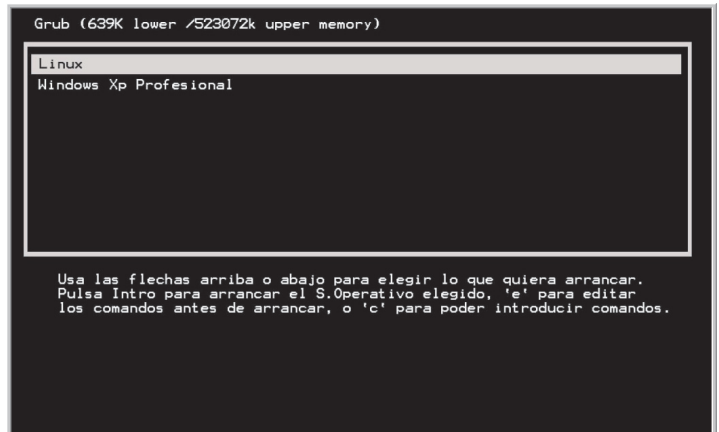 Grub (639K lower /523072k upper memory)
Linux
Windows Xp Profesional
Usa las flechas arriba o abajo para elegir lo que quiera arrancar.
Pulsa Intro para arrancar el S.Operativo elegido, 'e' para editar
los comandos antes de arrancar, o 'c' para poder introducir comandos.